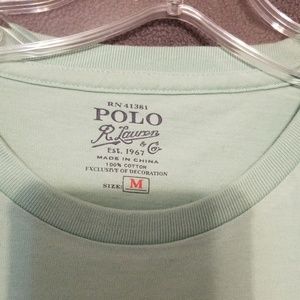 RN 41381
POLO
R. Lauren
& Co
EST. 1967
MADE IN CHINA
100% COTTON
EXCLUSIVE OF DECORATION
SIZE: M